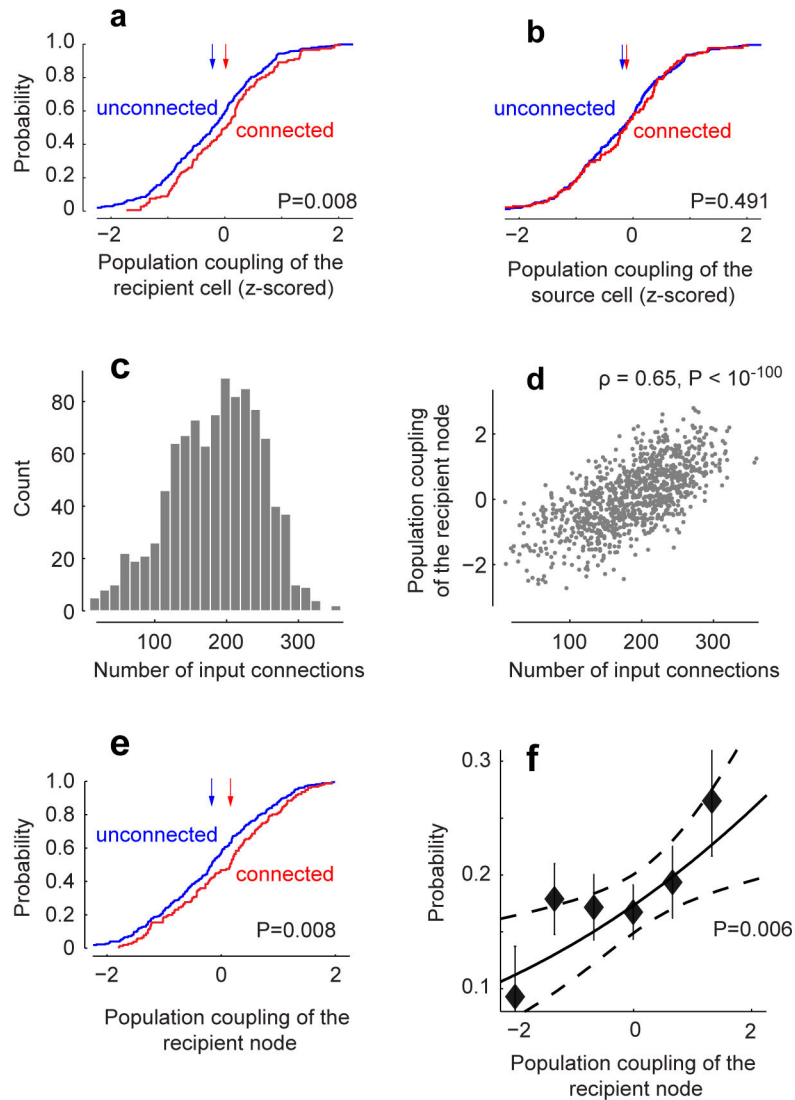 a
1.0
0.8
0.6
0.4
0.2
0
Probability
unconnected
connected
P=0.008
−2
0
2
Population coupling of the
recipient cell (z-scored)
b
unconnected
connected
P=0.491
−2
0
2
Population coupling of the
source cell (z-scored)
c
80
60
40
20
0
Count
100
200
300
Number of input connections
d
ρ = 0.65, P < 10-100
2
0
−2
Population coupling
of the recipient node
100
200
300
Number of input connections
e
1.0
0.8
0.6
0.4
0.2
0
Probability
unconnected
connected
P=0.008
−2
0
2
Population coupling of the
recipient node
f
0.3
0.2
0.1
Probability
P=0.006
−2
0
2
Population coupling of the
recipient node